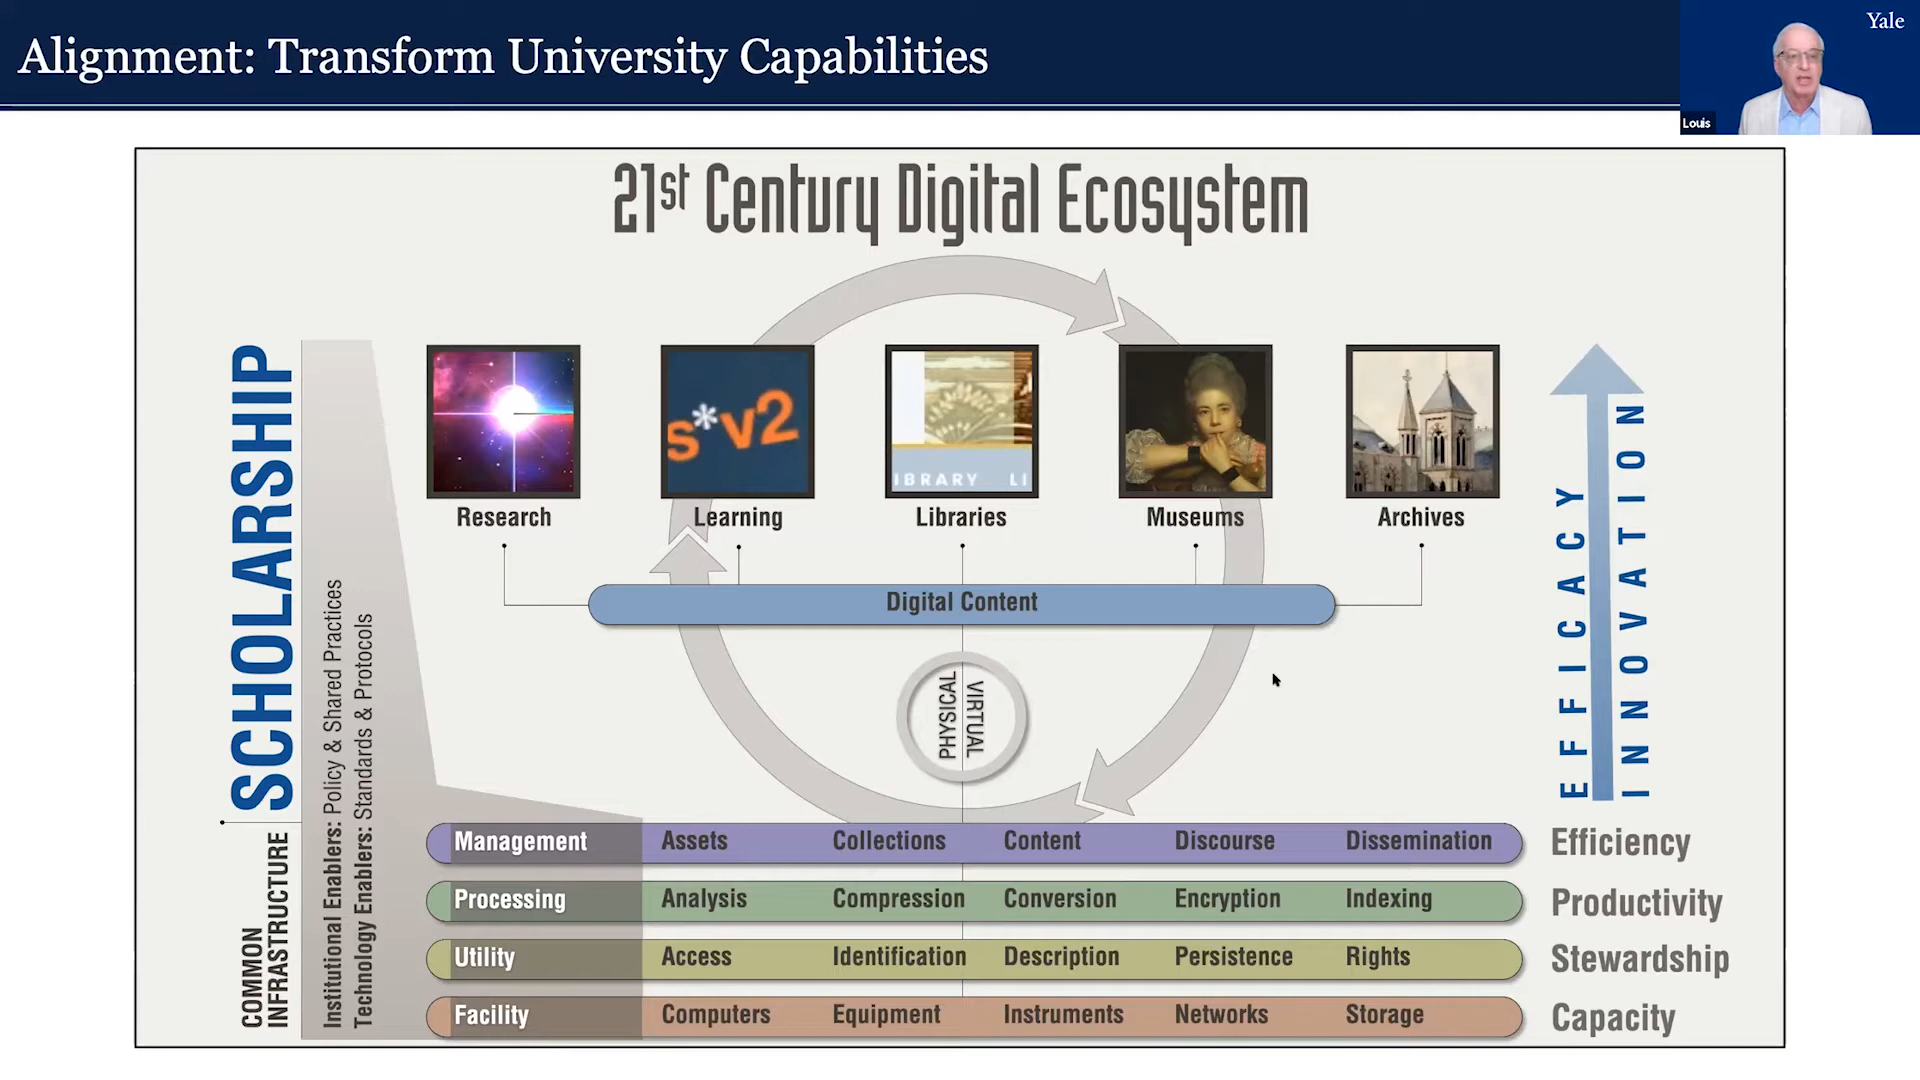 Alignment: Transform University Capabilities
Yale
Louis
21st Century Digital Ecosystem
SCHOLARSHIP
COMMON
INFRASTRUCTURE
Institutional Enablers: Policy & Shared Practices
Technology Enablers: Standards & Protocols
s*v2
IBRARY LI
Research
Learning
Libraries
Museums
Archives
Digital Content
PHYSICAL
VIRTUAL
EFFICACY
INNOVATION
Management Assets Collections Content Discourse Dissemination Efficiency
Processing Analysis Compression Conversion Encryption Indexing Productivity
Utility Access Identification Description Persistence Rights Stewardship
Facility Computers Equipment Instruments Networks Storage Capacity